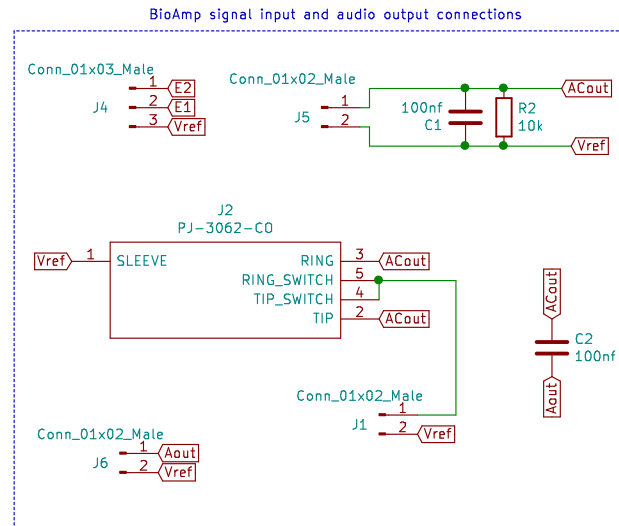 BioAmp signal input and audio output connections
Conn_01x03_Male
J4
1 E2
2 E1
3 Vref
Conn_01x02_Male
J5
1
2
100nf
C1
R2
10k
ACout
Vref
J2
PJ-3062-CO
Vref 1 SLEEVE
RING 3 ACout
RING_SWITCH 5
TIP_SWITCH 4
TIP 2 ACout
ACout
C2
100nf
Aout
Conn_01x02_Male
J1
1
2 Vref
Conn_01x02_Male
J6
1 Aout
2 Vref